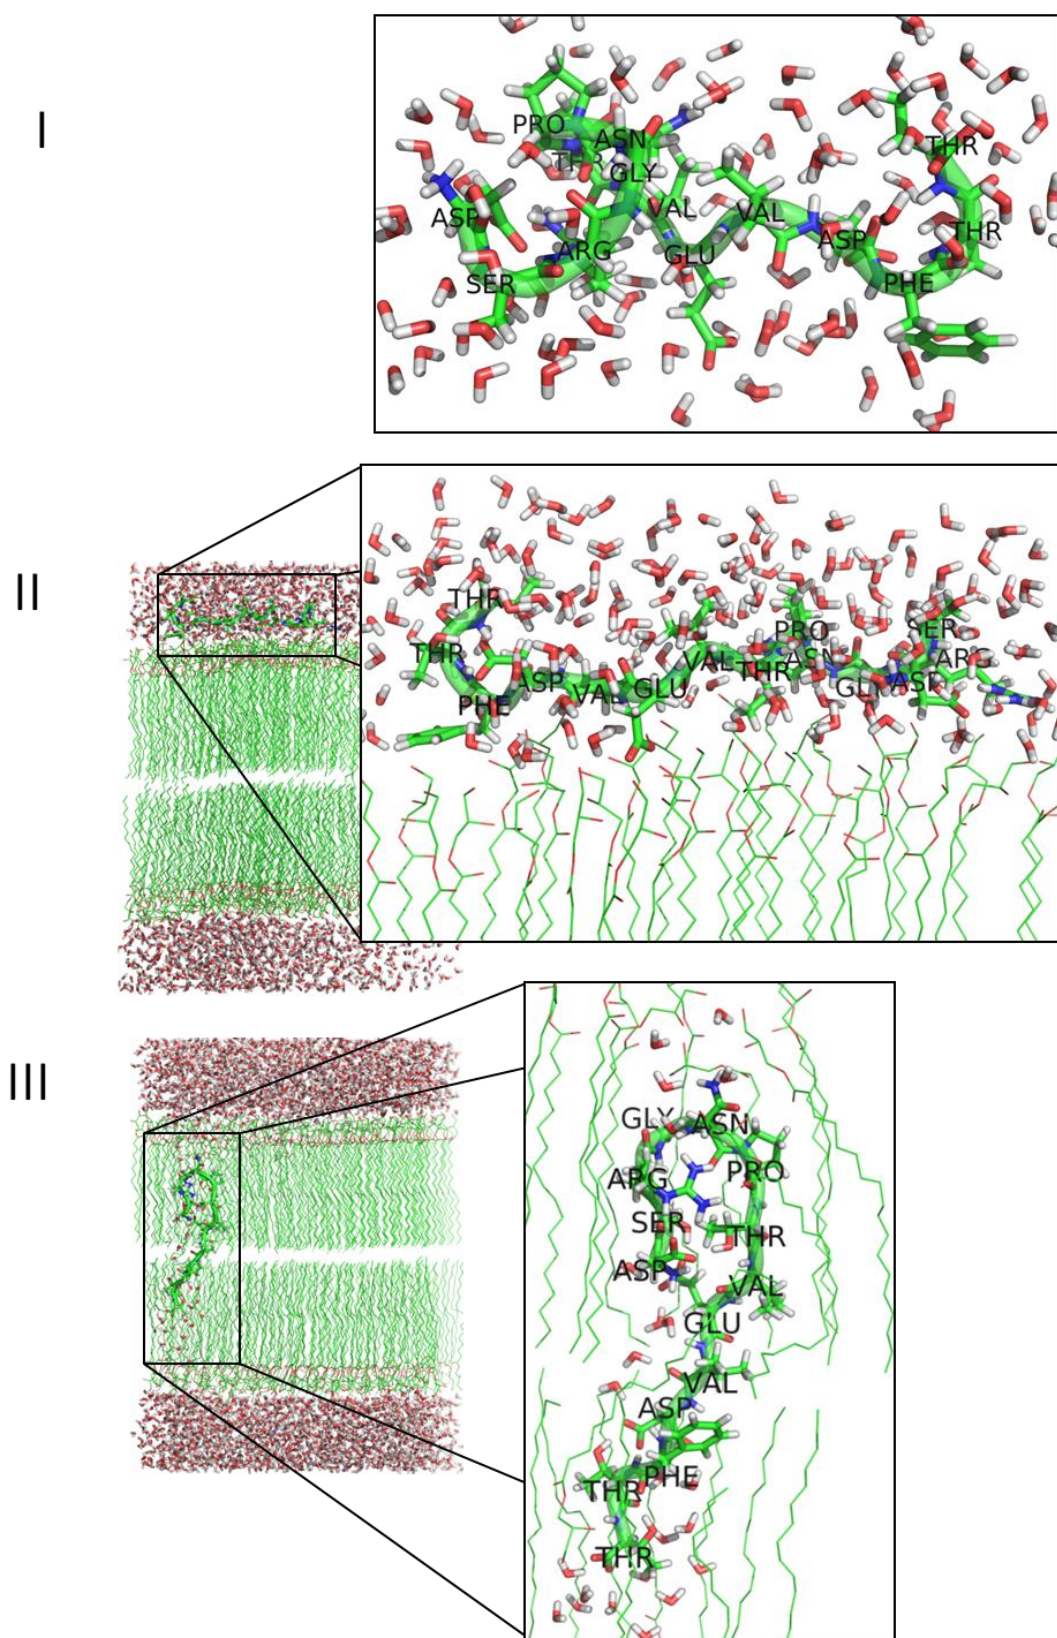 I
PRO
ASN
THR
GLY
THR
ASP
VAL
VAL
ASP
THR
ARG
GLU
SER
PHE
II
THR
PRO
SER
THR
VAL
THR
ASN
ARG
ASP
VAL
GLU
PHE
III
GLY
ASN
ARG
PRO
SER
THR
ASP
VAL
GLU
VAL
ASP
PHE
THR
THR